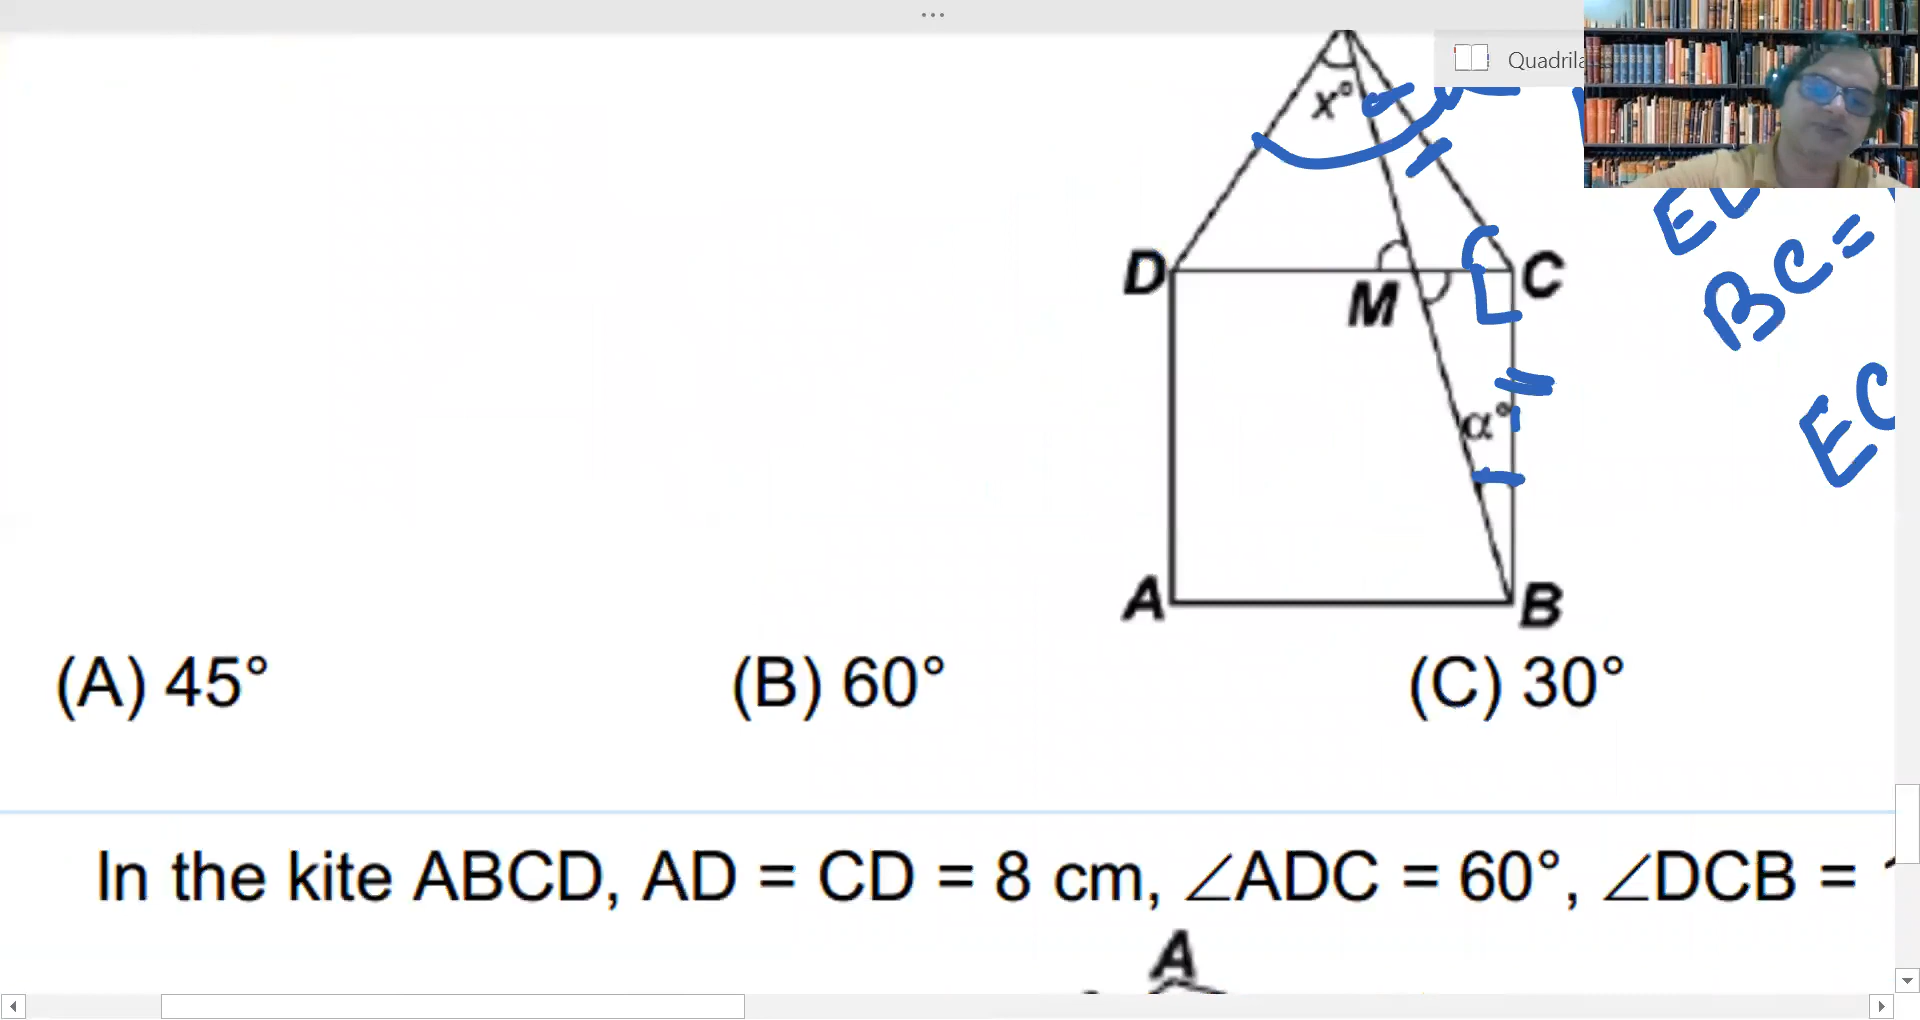 Quadrila
x°
D
C
M
BC =
EC
α°
A
B
(A) 45° (B) 60° (C) 30°
In the kite ABCD, AD = CD = 8 cm, ∠ADC = 60°, ∠DCB =
A